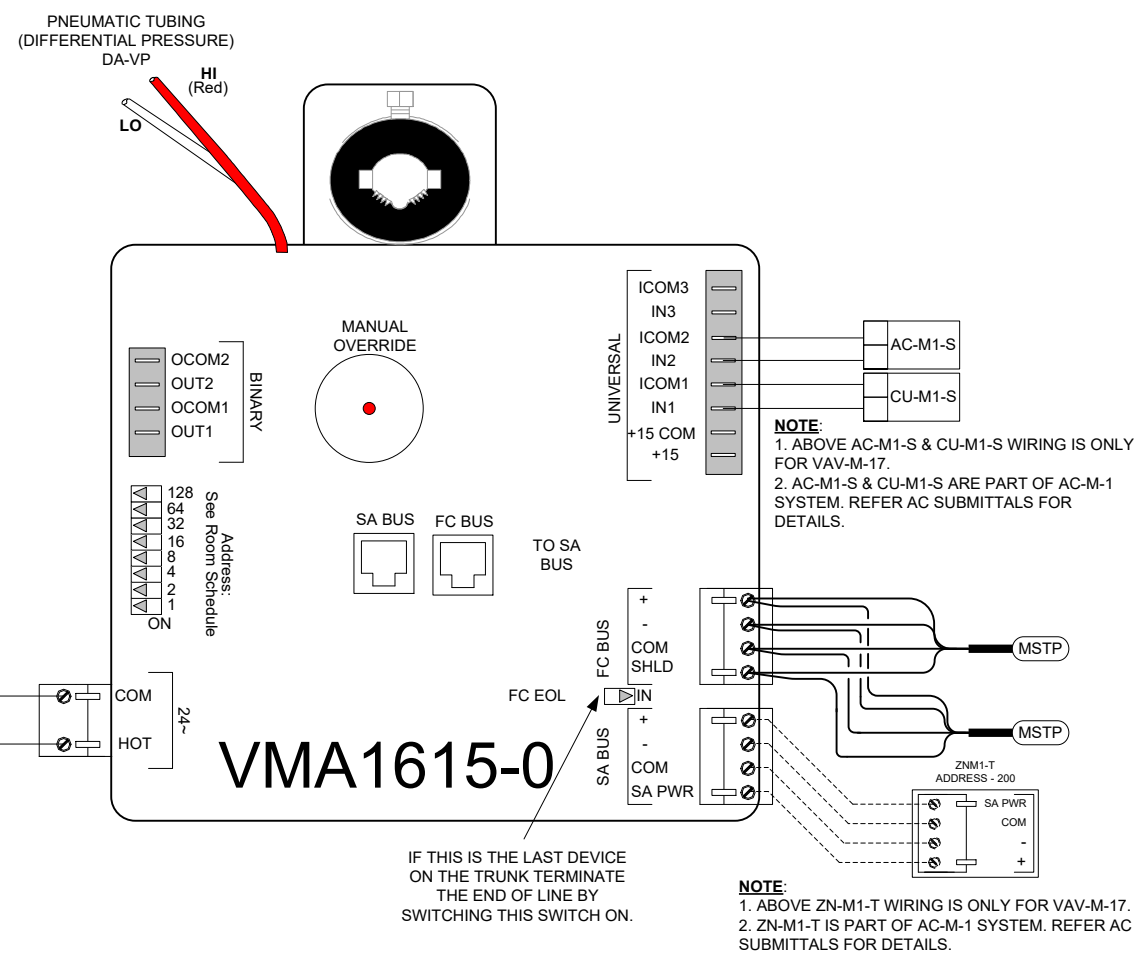 PNEUMATIC TUBING
(DIFFERENTIAL PRESSURE)
DA-VP
HI
(Red)
LO
MANUAL
OVERRIDE
OCOM2
OUT2
OCOM1
OUT1
BINARY
128
64
32
16
8
4
2
1
ON
Address:
See Room Schedule
UNIVERSAL
ICOM3
IN3
ICOM2
IN2
ICOM1
IN1
+15 COM
+15
AC-M1-S
CU-M1-S
NOTE:
1. ABOVE AC-M1-S & CU-M1-S WIRING IS ONLY
FOR VAV-M-17.
2. AC-M1-S & CU-M1-S ARE PART OF AC-M-1
SYSTEM. REFER AC SUBMITTALS FOR
DETAILS.
SA BUS
FC BUS
TO SA
BUS
FC BUS
+
-
COM
SHLD
MSTP
MSTP
FC EOL
IN
SA BUS
+
-
COM
SA PWR
COM
HOT
24~
VMA1615-0
ZNM1-T
ADDRESS - 200
SA PWR
COM
-
+
IF THIS IS THE LAST DEVICE
ON THE TRUNK TERMINATE
THE END OF LINE BY
SWITCHING THIS SWITCH ON.
NOTE:
1. ABOVE ZN-M1-T WIRING IS ONLY FOR VAV-M-17.
2. ZN-M1-T IS PART OF AC-M-1 SYSTEM. REFER AC
SUBMITTALS FOR DETAILS.